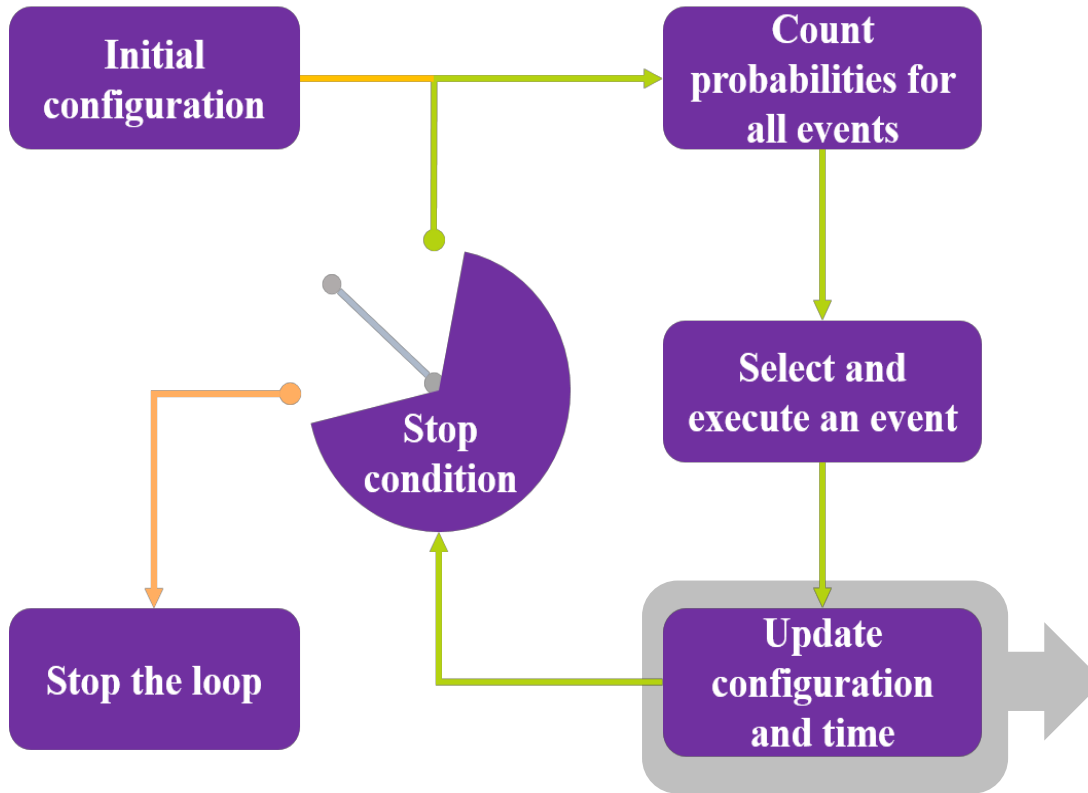 Initial
configuration
Count
probabilities for
all events
Select and
execute an event
Stop
condition
Stop the loop
Update
configuration
and time